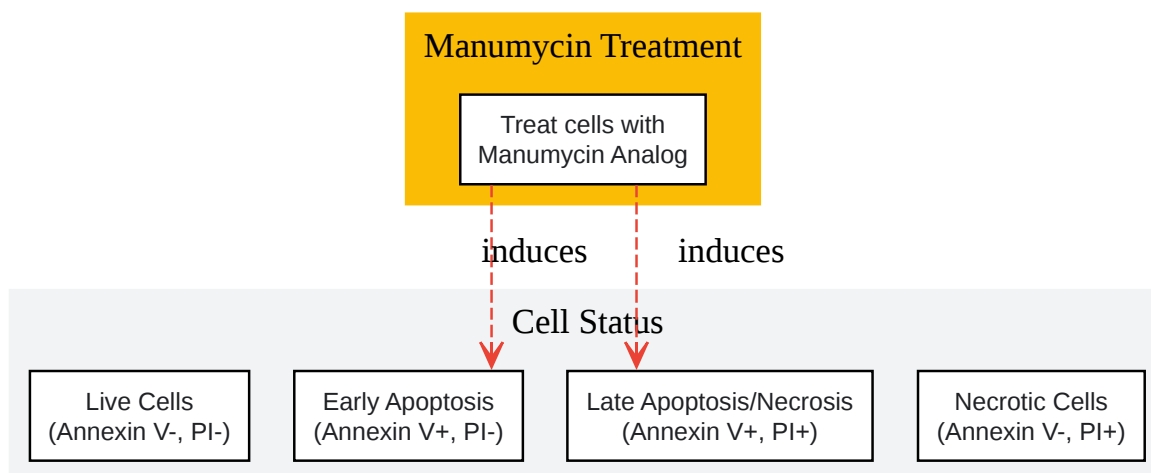 Manumycin Treatment
Treat cells with
Manumycin Analog
induces
induces
Cell Status
Live Cells
(Annexin V-, PI-)
Early Apoptosis
(Annexin V+, PI-)
Late Apoptosis/Necrosis
(Annexin V+, PI+)
Necrotic Cells
(Annexin V-, PI+)